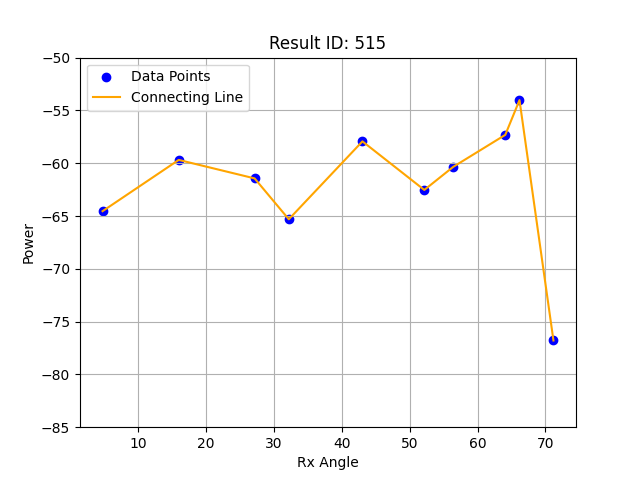 Result ID: 515
Data Points
Connecting Line
Power
−50
−55
−60
−65
−70
−75
−80
−85
10 20 30 40 50 60 70
Rx Angle